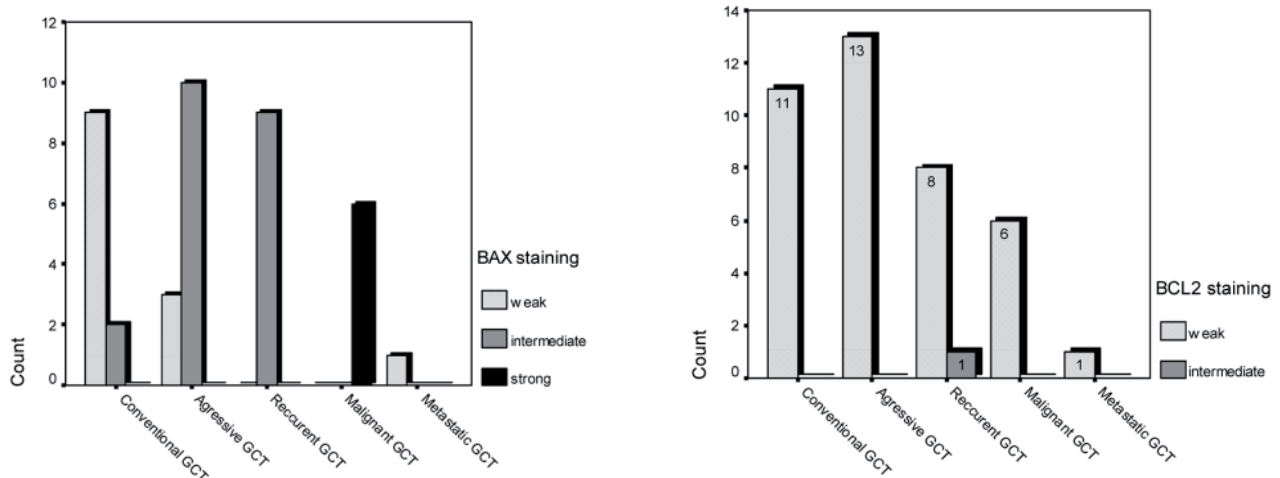 12
10
8
6
4
2
0
Count
Conventional GCT
Agressive GCT
Reccurent GCT
Malignant GCT
Metastatic GCT
BAX staining
weak
intermediate
strong
14
12
10
8
6
4
2
0
Count
11
13
8
1
6
1
Conventional GCT
Agressive GCT
Reccurent GCT
Malignant GCT
Metastatic GCT
BCL2 staining
weak
intermediate